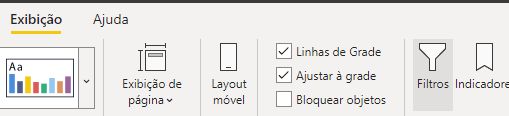 Exibição Ajuda
Aa
Exibição de
página
Layout
móvel
Linhas de Grade
Ajustar à grade
Bloquear objetos
Filtros
Indicadore